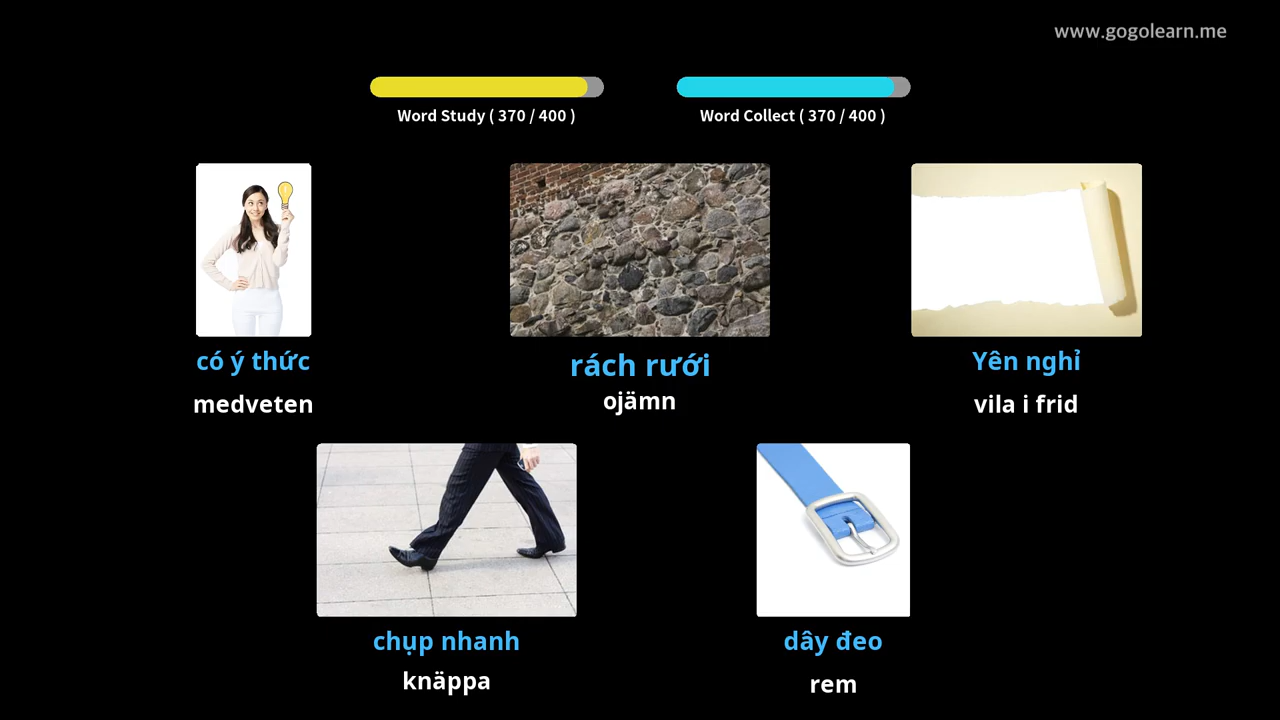 www.gogolearn.me
Word Study ( 370 / 400 )
Word Collect ( 370 / 400 )
có ý thức
medveten
rách rưới
ojämn
Yên nghỉ
vila i frid
chụp nhanh
knäppa
dây đeo
rem